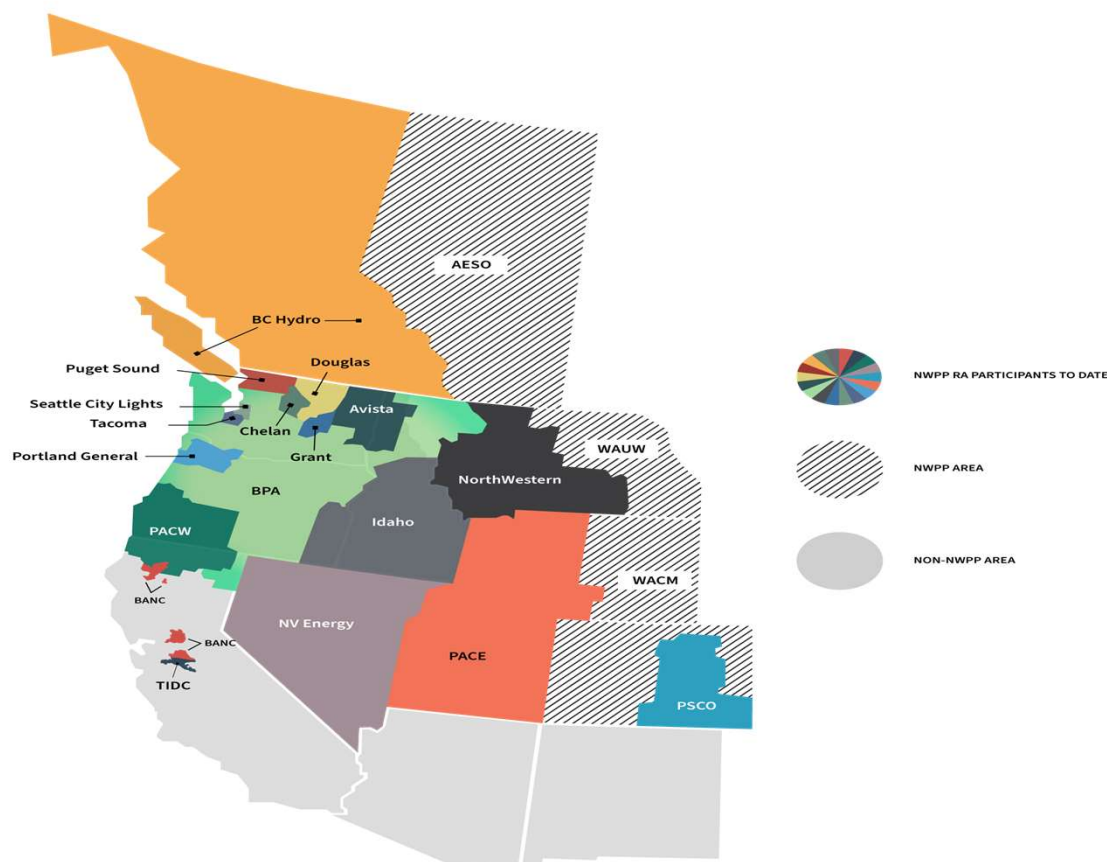 AESO
BC Hydro
Douglas
Puget Sound
Avista
Seattle City Lights
Tacoma
Chelan
Grant
Portland General
WAUW
NorthWestern
BPA
Idaho
PACW
WACM
BANC
NV Energy
BANC
PACE
TIDC
PSCO
NWPP RA PARTICIPANTS TO DATE
NWPP AREA
NON-NWPP AREA